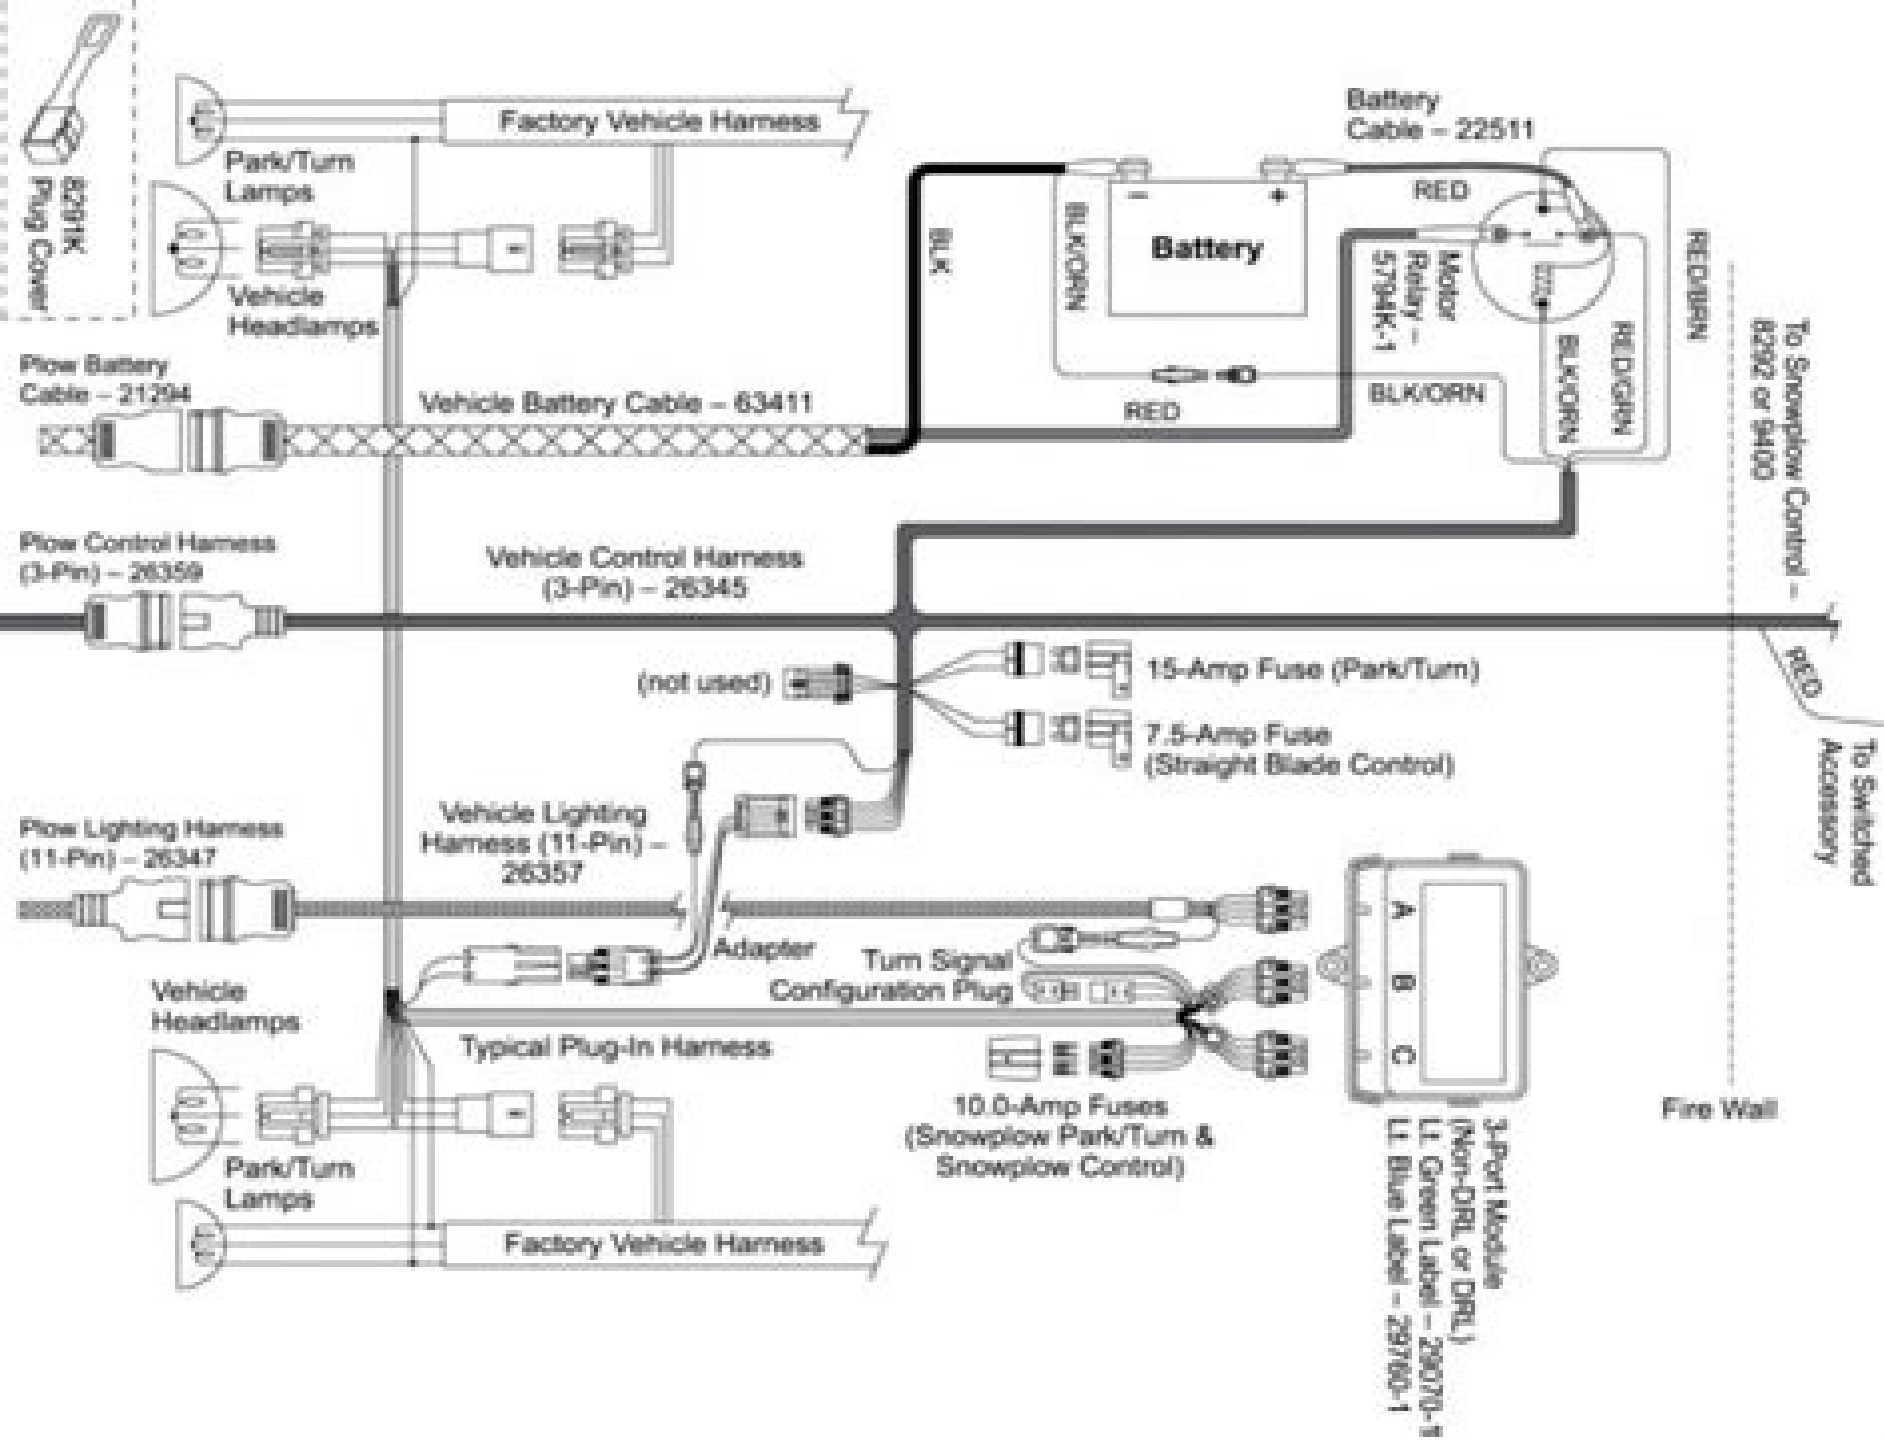 8291K
Plug Cover
Factory Vehicle Harness
Park/Turn
Lamps
Vehicle
Headlamps
Battery
Cable – 22511
RED
BLK
BLK/ORN
–
+
Battery
Motor
Relay –
5794K-1
RED/BRN
RED/GRN
BLK/ORN
BLK/ORN
RED
To Snowplow Control –
8292 or 9400
Plow Battery
Cable – 21294
Vehicle Battery Cable – 63411
Plow Control Harness
(3-Pin) – 26359
Vehicle Control Harness
(3-Pin) – 26345
(not used)
15-Amp Fuse (Park/Turn)
7.5-Amp Fuse
(Straight Blade Control)
RED
To Switched
Accessory
Plow Lighting Harness
(11-Pin) – 26347
Vehicle Lighting
Harness (11-Pin) –
26357
Adapter
Turn Signal
Configuration Plug
A
B
C
Vehicle
Headlamps
Typical Plug-In Harness
10.0-Amp Fuses
(Snowplow Park/Turn &
Snowplow Control)
Fire Wall
3-Port Module
(Non-DRL or DRL)
Lt. Green Label – 29070-1
Lt. Blue Label – 29760-1
Park/Turn
Lamps
Factory Vehicle Harness